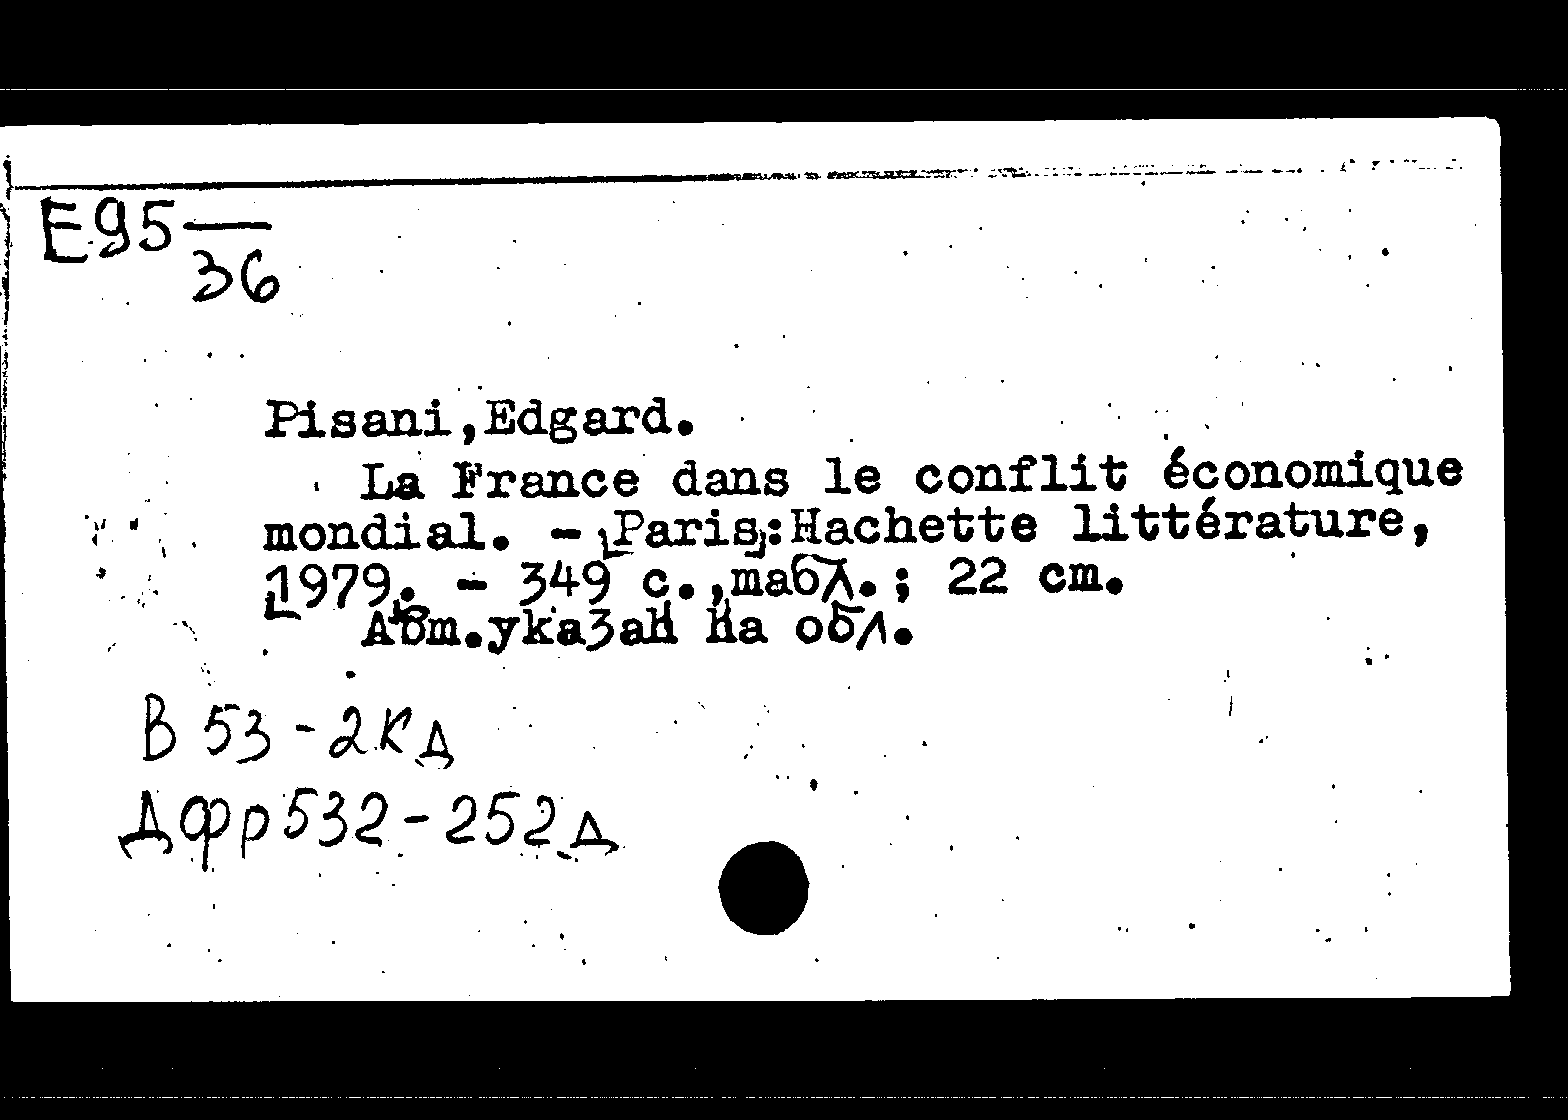 E95—
36
Pisani,Edgard.
La France dans le conflit économique
mondial. - [Paris]:Hachette littérature,
[1979]. - 349 с.,табл.; 22 cm.
Авт.указан на обл.
В 53-2кд
Дфр532-252д